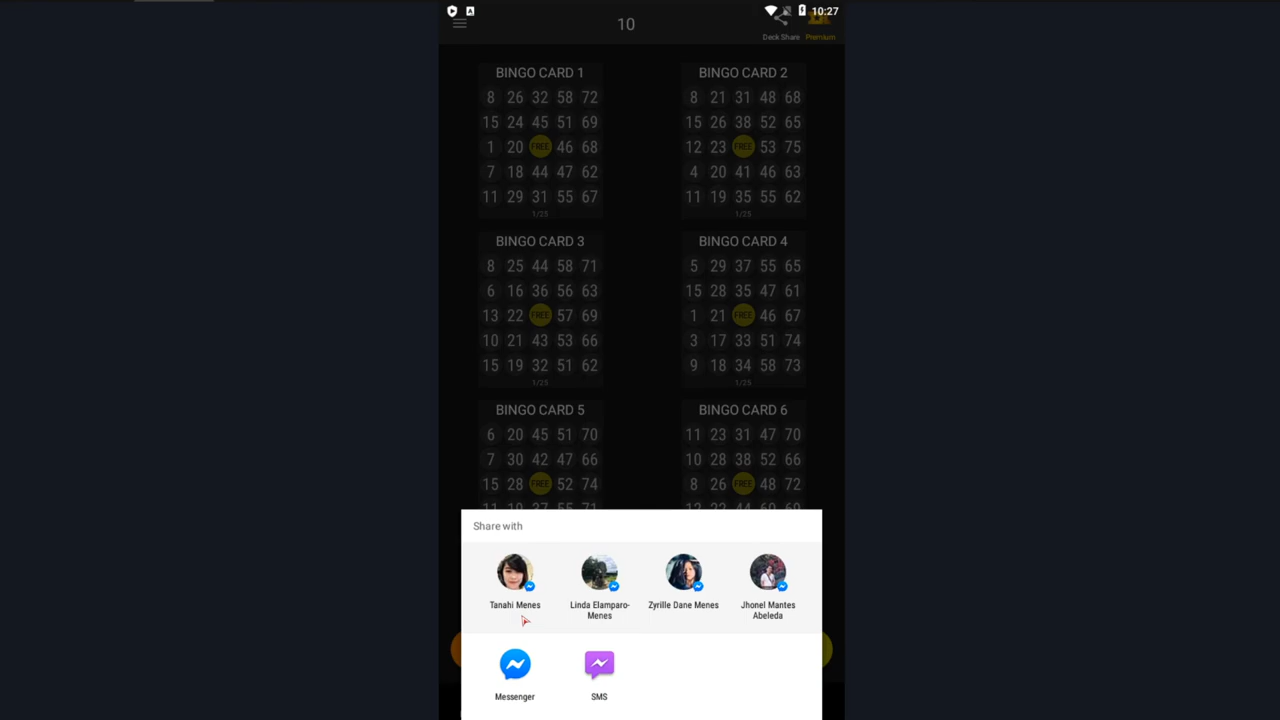 10:27
10
Deck Share
Premium
BINGO CARD 1
8 26 32 58 72
15 24 45 51 69
1 20 FREE 46 68
7 18 44 47 62
11 29 31 55 67
1/25
BINGO CARD 2
8 21 31 48 68
15 26 38 52 65
12 23 FREE 53 75
4 20 41 46 63
11 19 35 55 62
1/25
BINGO CARD 3
8 25 44 58 71
6 16 36 56 63
13 22 FREE 57 69
10 21 43 53 66
15 19 32 51 62
1/25
BINGO CARD 4
5 29 37 55 65
15 28 35 47 61
1 21 FREE 46 67
3 17 33 51 74
9 18 34 58 73
1/25
BINGO CARD 5
6 20 45 51 70
7 30 42 47 66
15 28 FREE 52 74
BINGO CARD 6
11 23 31 47 70
10 28 38 52 66
8 26 FREE 48 72
Share with
Tanahi Menes
Linda Elamparo-
Menes
Zyrille Dane Menes
Jhonel Mantes
Abeleda
Messenger
SMS